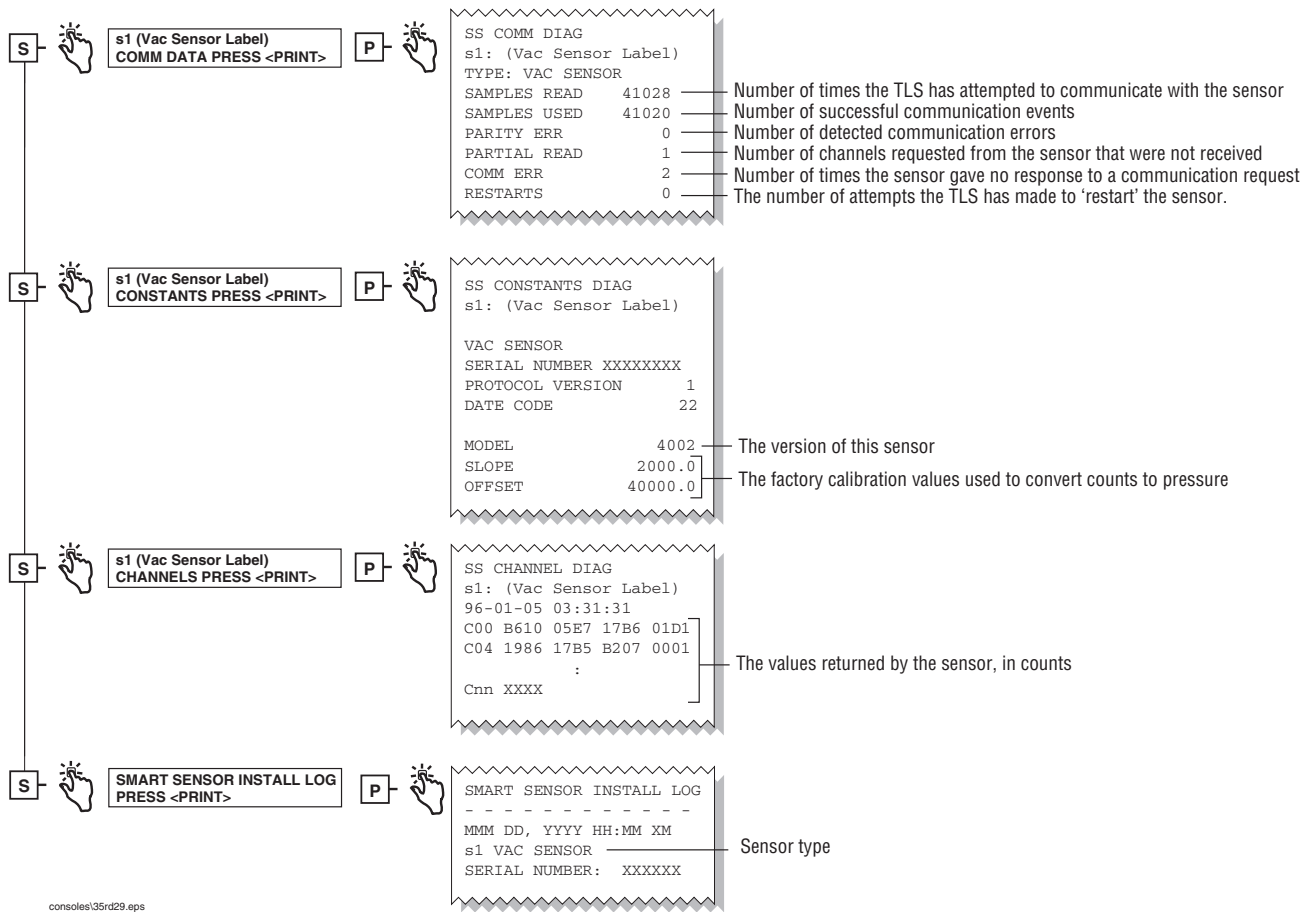 S
s1 (Vac Sensor Label)
COMM DATA PRESS <PRINT>
P
SS COMM DIAG
s1: (Vac Sensor Label)
TYPE: VAC SENSOR
SAMPLES READ 41028 Number of times the TLS has attempted to communicate with the sensor
SAMPLES USED 41020 Number of successful communication events
PARITY ERR 0 Number of detected communication errors
PARTIAL READ 1 Number of channels requested from the sensor that were not received
COMM ERR 2 Number of times the sensor gave no response to a communication request
RESTARTS 0 The number of attempts the TLS has made to ‘restart’ the sensor.
S
s1 (Vac Sensor Label)
CONSTANTS PRESS <PRINT>
P
SS CONSTANTS DIAG
s1: (Vac Sensor Label)
VAC SENSOR
SERIAL NUMBER XXXXXXXX
PROTOCOL VERSION 1
DATE CODE 22
MODEL 4002 The version of this sensor
SLOPE 2000.0
OFFSET 40000.0
The factory calibration values used to convert counts to pressure
S
s1 (Vac Sensor Label)
CHANNELS PRESS <PRINT>
P
SS CHANNEL DIAG
s1: (Vac Sensor Label)
96-01-05 03:31:31
C00 B610 05E7 17B6 01D1
C04 1986 17B5 B207 0001
:
Cnn XXXX
The values returned by the sensor, in counts
S
SMART SENSOR INSTALL LOG
PRESS <PRINT>
P
SMART SENSOR INSTALL LOG
- - - - - - - - - - - -
MMM DD, YYYY HH:MM XM
s1 VAC SENSOR Sensor type
SERIAL NUMBER: XXXXXX
consoles\35rd29.eps